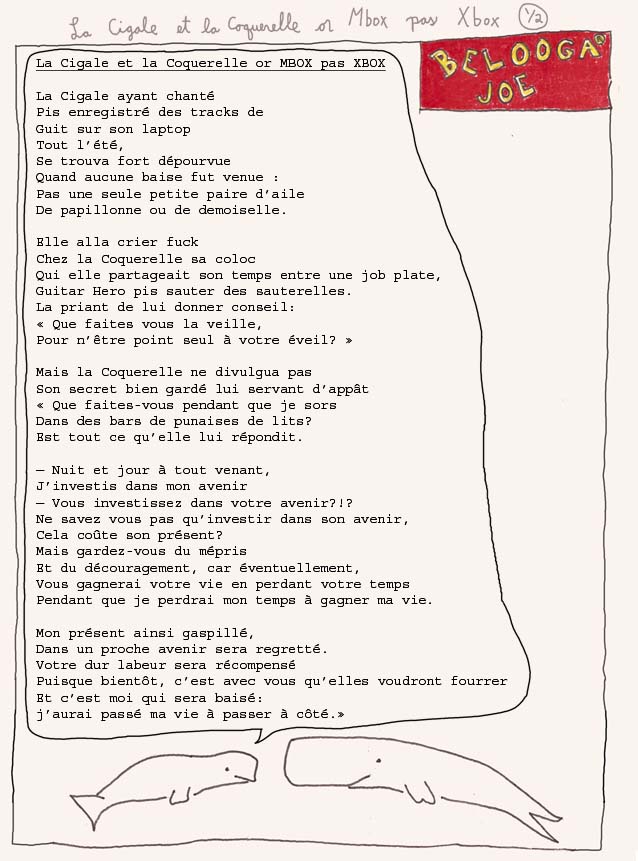 La Cigale et la Coquerelle or Mbox pas Xbox 1/2
BELOOGA
JOE
La Cigale et la Coquerelle or MBOX pas XBOX
La Cigale ayant chanté
Pis enregistré des tracks de
Guit sur son laptop
Tout l’été,
Se trouva fort dépourvue
Quand aucune baise fut venue :
Pas une seule petite paire d’aile
De papillonne ou de demoiselle.
Elle alla crier fuck
Chez la Coquerelle sa coloc
Qui elle partageait son temps entre une job plate,
Guitar Hero pis sauter des sauterelles.
La priant de lui donner conseil:
« Que faites vous la veille,
Pour n’être point seul à votre éveil? »
Mais la Coquerelle ne divulgua pas
Son secret bien gardé lui servant d’appât
« Que faites-vous pendant que je sors
Dans des bars de punaises de lits?
Est tout ce qu’elle lui répondit.
— Nuit et jour à tout venant,
J’investis dans mon avenir
— Vous investissez dans votre avenir?!?
Ne savez vous pas qu’investir dans son avenir,
Cela coûte son présent?
Mais gardez-vous du mépris
Et du découragement, car éventuellement,
Vous gagnerai votre vie en perdant votre temps
Pendant que je perdrai mon temps à gagner ma vie.
Mon présent ainsi gaspillé,
Dans un proche avenir sera regretté.
Votre dur labeur sera récompensé
Puisque bientôt, c’est avec vous qu’elles voudront fourrer
Et c’est moi qui sera baisé:
j’aurai passé ma vie à passer à côté.»